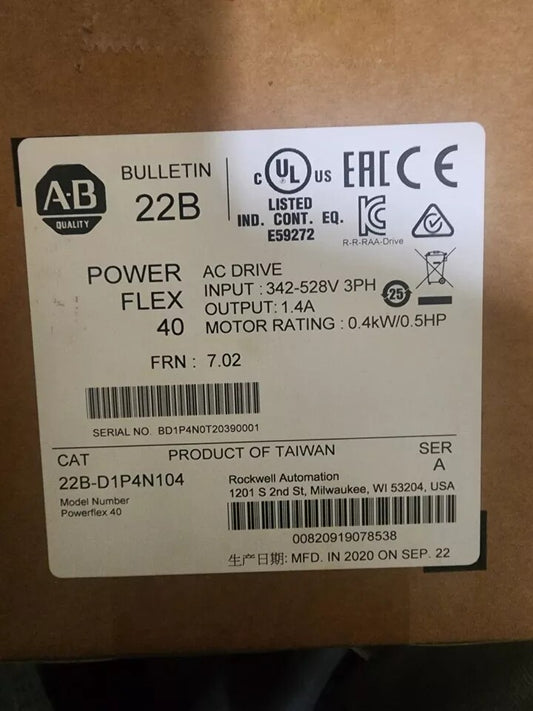 A·B
QUALITY
BULLETIN
22B
C UL US
LISTED
IND. CONT. EQ.
E59272
EAC CE
KC
R-R-RAA-Drive
POWER
FLEX
40
AC DRIVE
INPUT : 342-528V 3PH
OUTPUT: 1.4A
MOTOR RATING : 0.4kW/0.5HP
25
FRN : 7.02
SERIAL NO. BD1P4N0T20390001
PRODUCT OF TAIWAN
CAT
22B-D1P4N104
Model Number
Powerflex 40
SER
A
Rockwell Automation
1201 S 2nd St, Milwaukee, WI 53204, USA
00820919078538
生产日期: MFD. IN 2020 ON SEP. 22